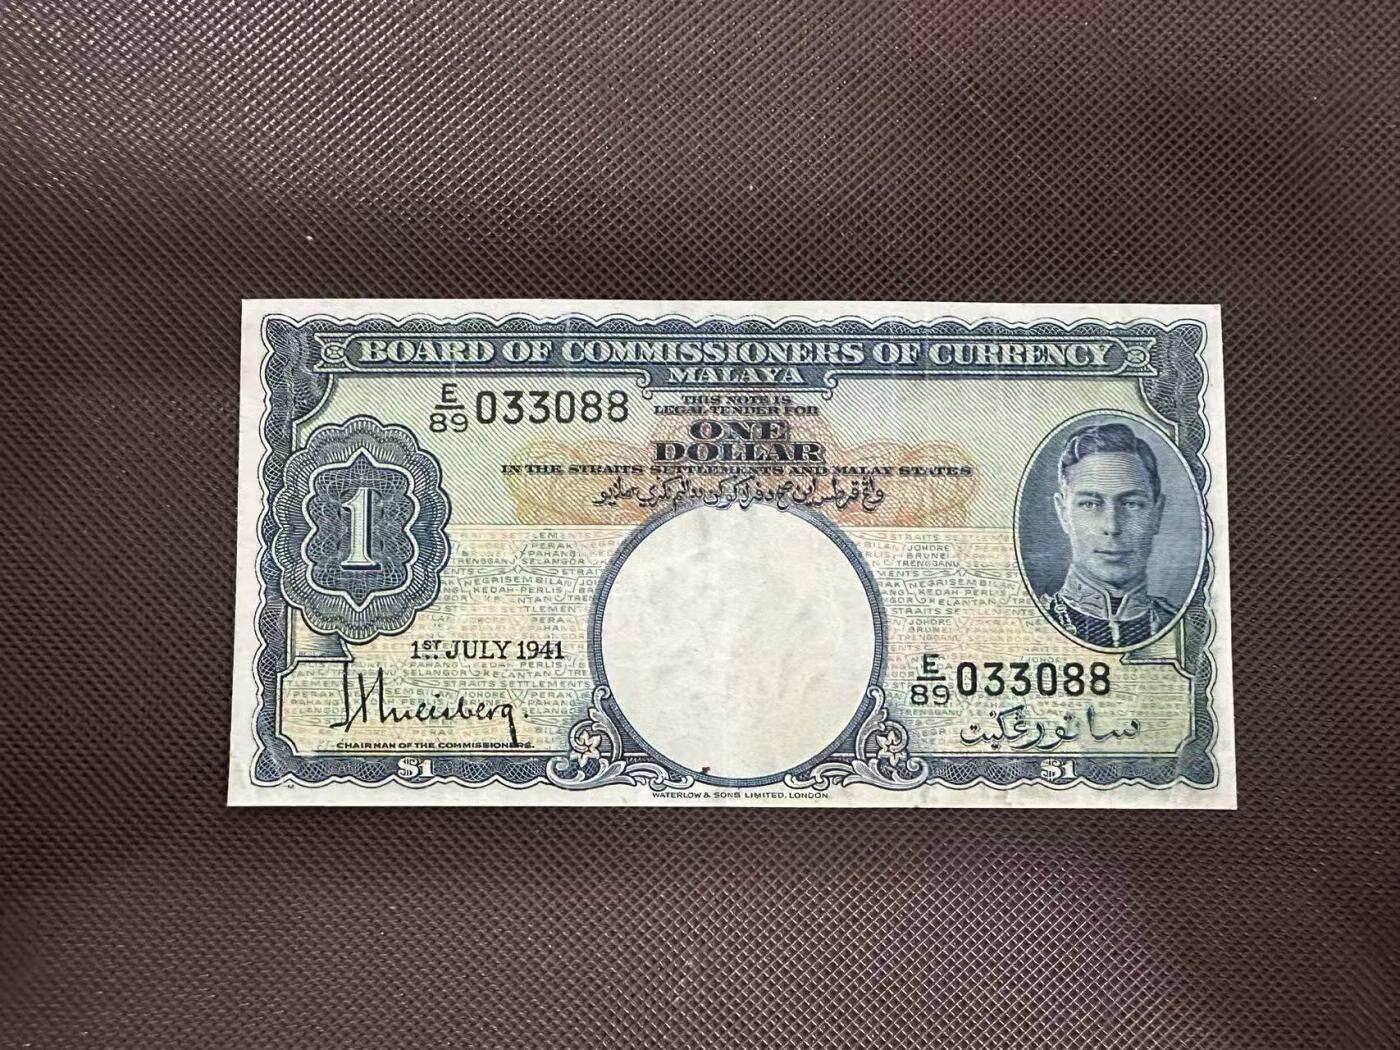 BOARD OF COMMISSIONERS OF CURRENCY
MALAYA
E/89 033088
THIS NOTE IS
LEGAL TENDER FOR
ONE
DOLLAR
IN THE STRAITS SETTLEMENTS AND MALAY STATES
1
1ST JULY 1941
CHAIRMAN OF THE COMMISSIONERS.
E/89 033088
ساتو رڠݢيت
$1
$1
WATERLOW & SONS LIMITED, LONDON.